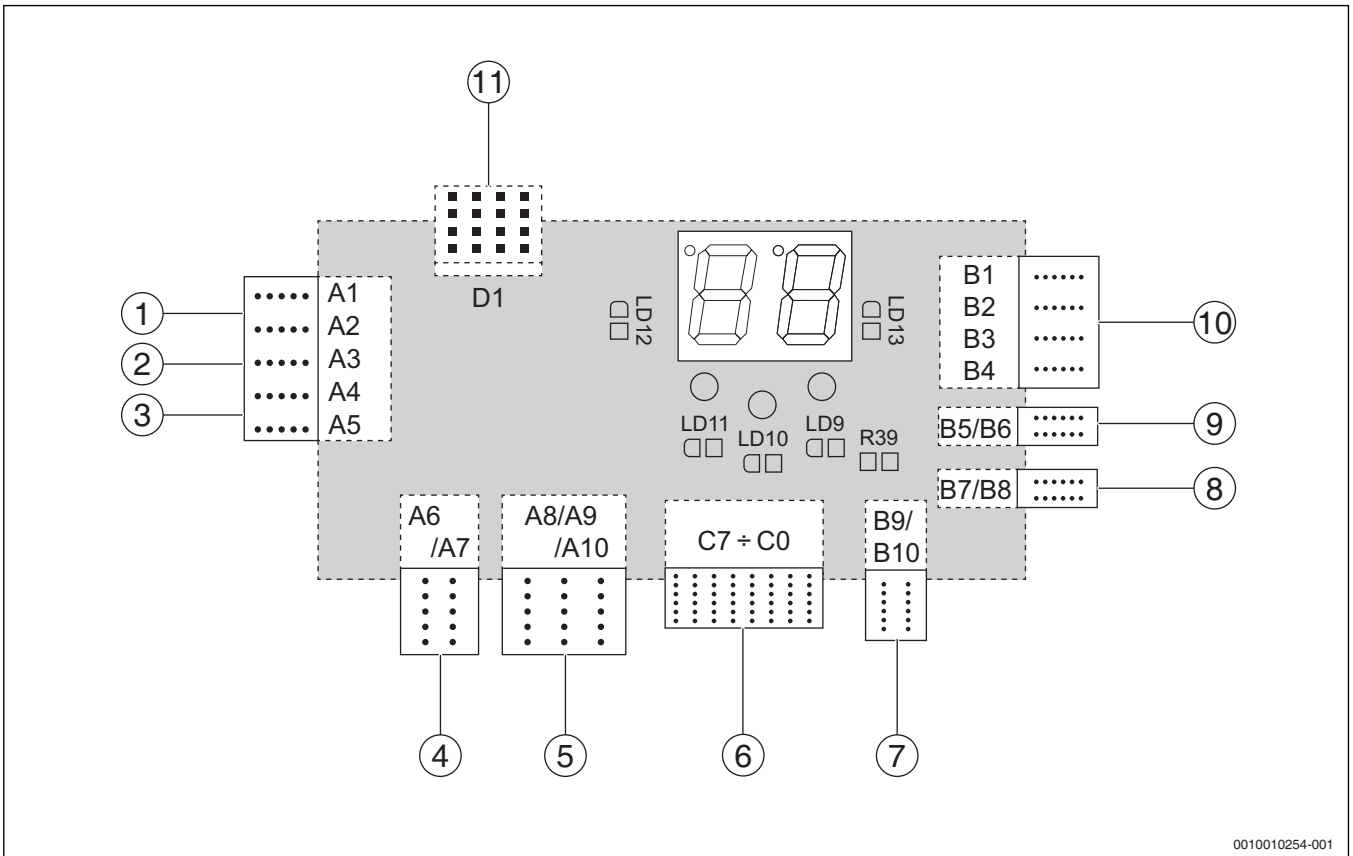 11
D1
A1
A2
A3
A4
A5
1
2
3
LD12
LD13
LD11
LD10
LD9
R39
B1
B2
B3
B4
10
B5/B6
9
B7/B8
8
A6
/A7
A8/A9
/A10
C7 ÷ C0
B9/
B10
4
5
6
7
0010010254-001